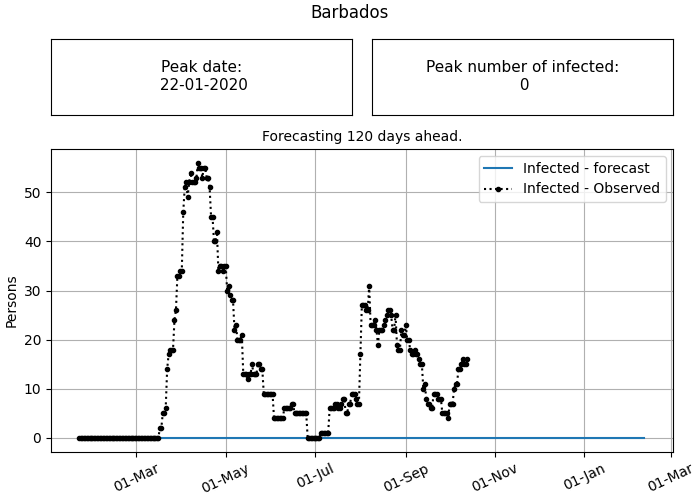 Barbados
Peak date:
22-01-2020
Peak number of infected:
0
Forecasting 120 days ahead.
Infected - forecast
Infected - Observed
Persons
50
40
30
20
10
0
01-Mar
01-May
01-Jul
01-Sep
01-Nov
01-Jan
01-Mar